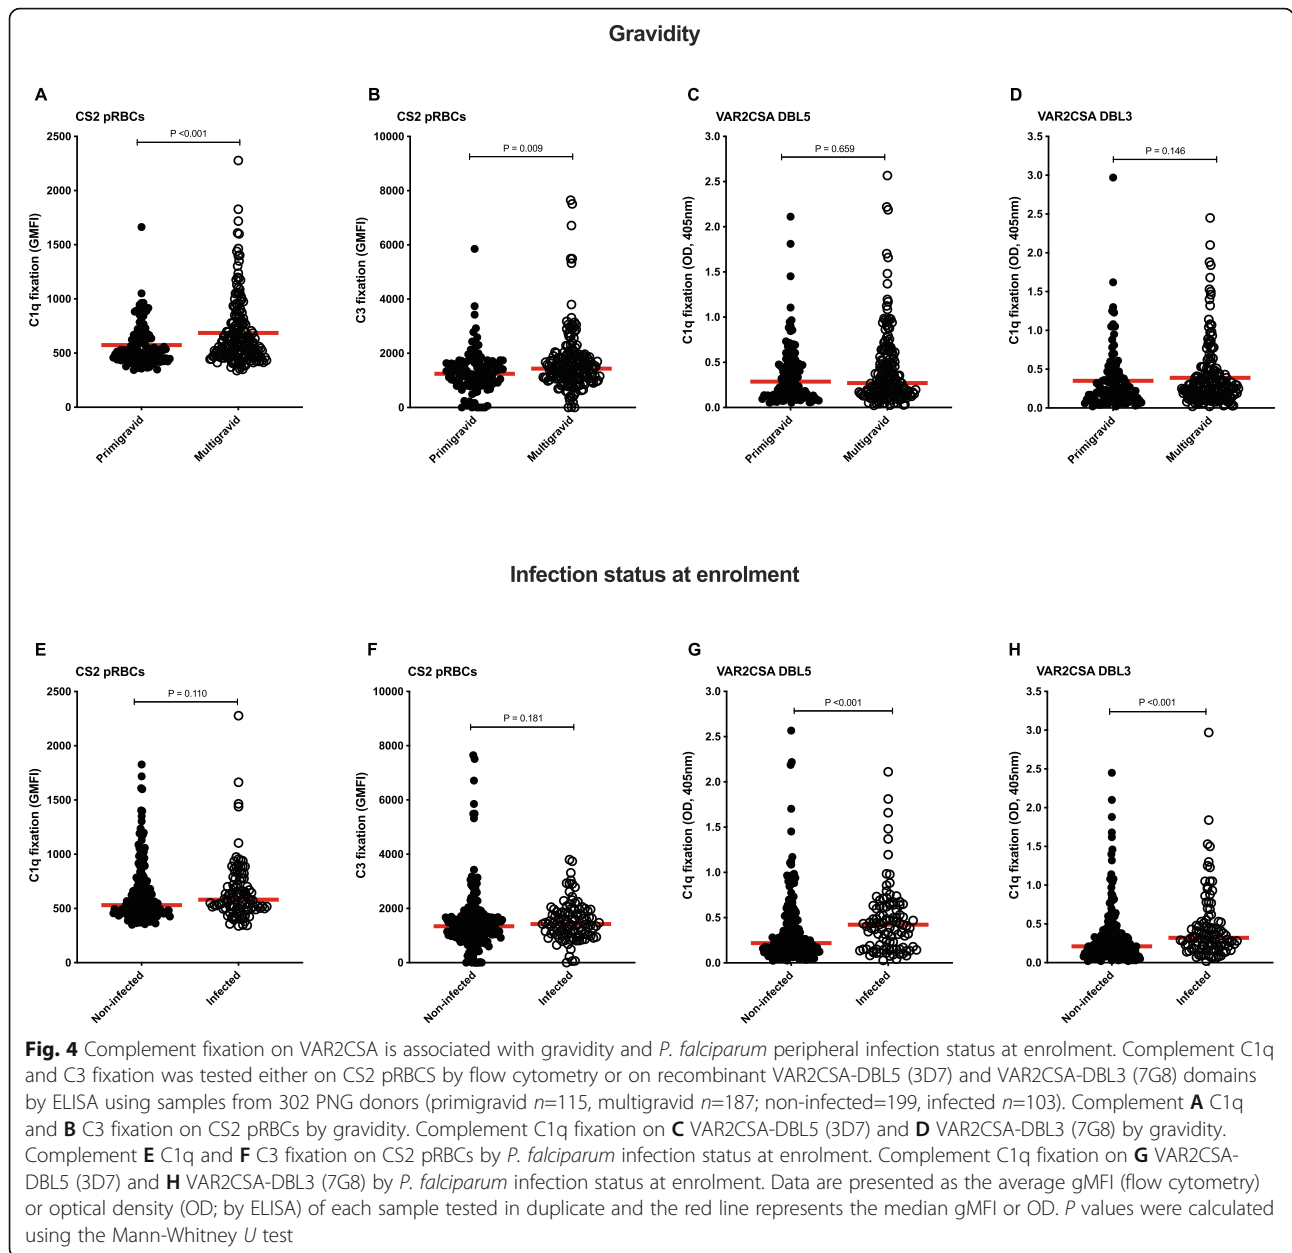 Gravidity
A
CS2 pRBCs
P <0.001
C1q fixation (GMFI)
2500
2000
1500
1000
500
0
Primigravid
Multigravid
B
CS2 pRBCs
P = 0.009
C3 fixation (GMFI)
10000
8000
6000
4000
2000
0
Primigravid
Multigravid
C
VAR2CSA DBL5
P = 0.659
C1q fixation (OD, 405nm)
3.0
2.5
2.0
1.5
1.0
0.5
0.0
Primigravid
Multigravid
D
VAR2CSA DBL3
P = 0.146
C1q fixation (OD, 405nm)
3.5
3.0
2.5
2.0
1.5
1.0
0.5
0.0
Primigravid
Multigravid
Infection status at enrolment
E
CS2 pRBCs
P = 0.110
C1q fixation (GMFI)
2500
2000
1500
1000
500
0
Non-infected
Infected
F
CS2 pRBCs
P = 0.181
C3 fixation (GMFI)
10000
8000
6000
4000
2000
0
Non-infected
Infected
G
VAR2CSA DBL5
P <0.001
C1q fixation (OD, 405nm)
3.0
2.5
2.0
1.5
1.0
0.5
0.0
Non-infected
Infected
H
VAR2CSA DBL3
P <0.001
C1q fixation (OD, 405nm)
3.5
3.0
2.5
2.0
1.5
1.0
0.5
0.0
Non-infected
Infected
Fig. 4 Complement fixation on VAR2CSA is associated with gravidity and P. falciparum peripheral infection status at enrolment. Complement C1q
and C3 fixation was tested either on CS2 pRBCS by flow cytometry or on recombinant VAR2CSA-DBL5 (3D7) and VAR2CSA-DBL3 (7G8) domains
by ELISA using samples from 302 PNG donors (primigravid n=115, multigravid n=187; non-infected=199, infected n=103). Complement A C1q
and B C3 fixation on CS2 pRBCs by gravidity. Complement C1q fixation on C VAR2CSA-DBL5 (3D7) and D VAR2CSA-DBL3 (7G8) by gravidity.
Complement E C1q and F C3 fixation on CS2 pRBCs by P. falciparum infection status at enrolment. Complement C1q fixation on G VAR2CSA-
DBL5 (3D7) and H VAR2CSA-DBL3 (7G8) by P. falciparum infection status at enrolment. Data are presented as the average gMFI (flow cytometry)
or optical density (OD; by ELISA) of each sample tested in duplicate and the red line represents the median gMFI or OD. P values were calculated
using the Mann-Whitney U test